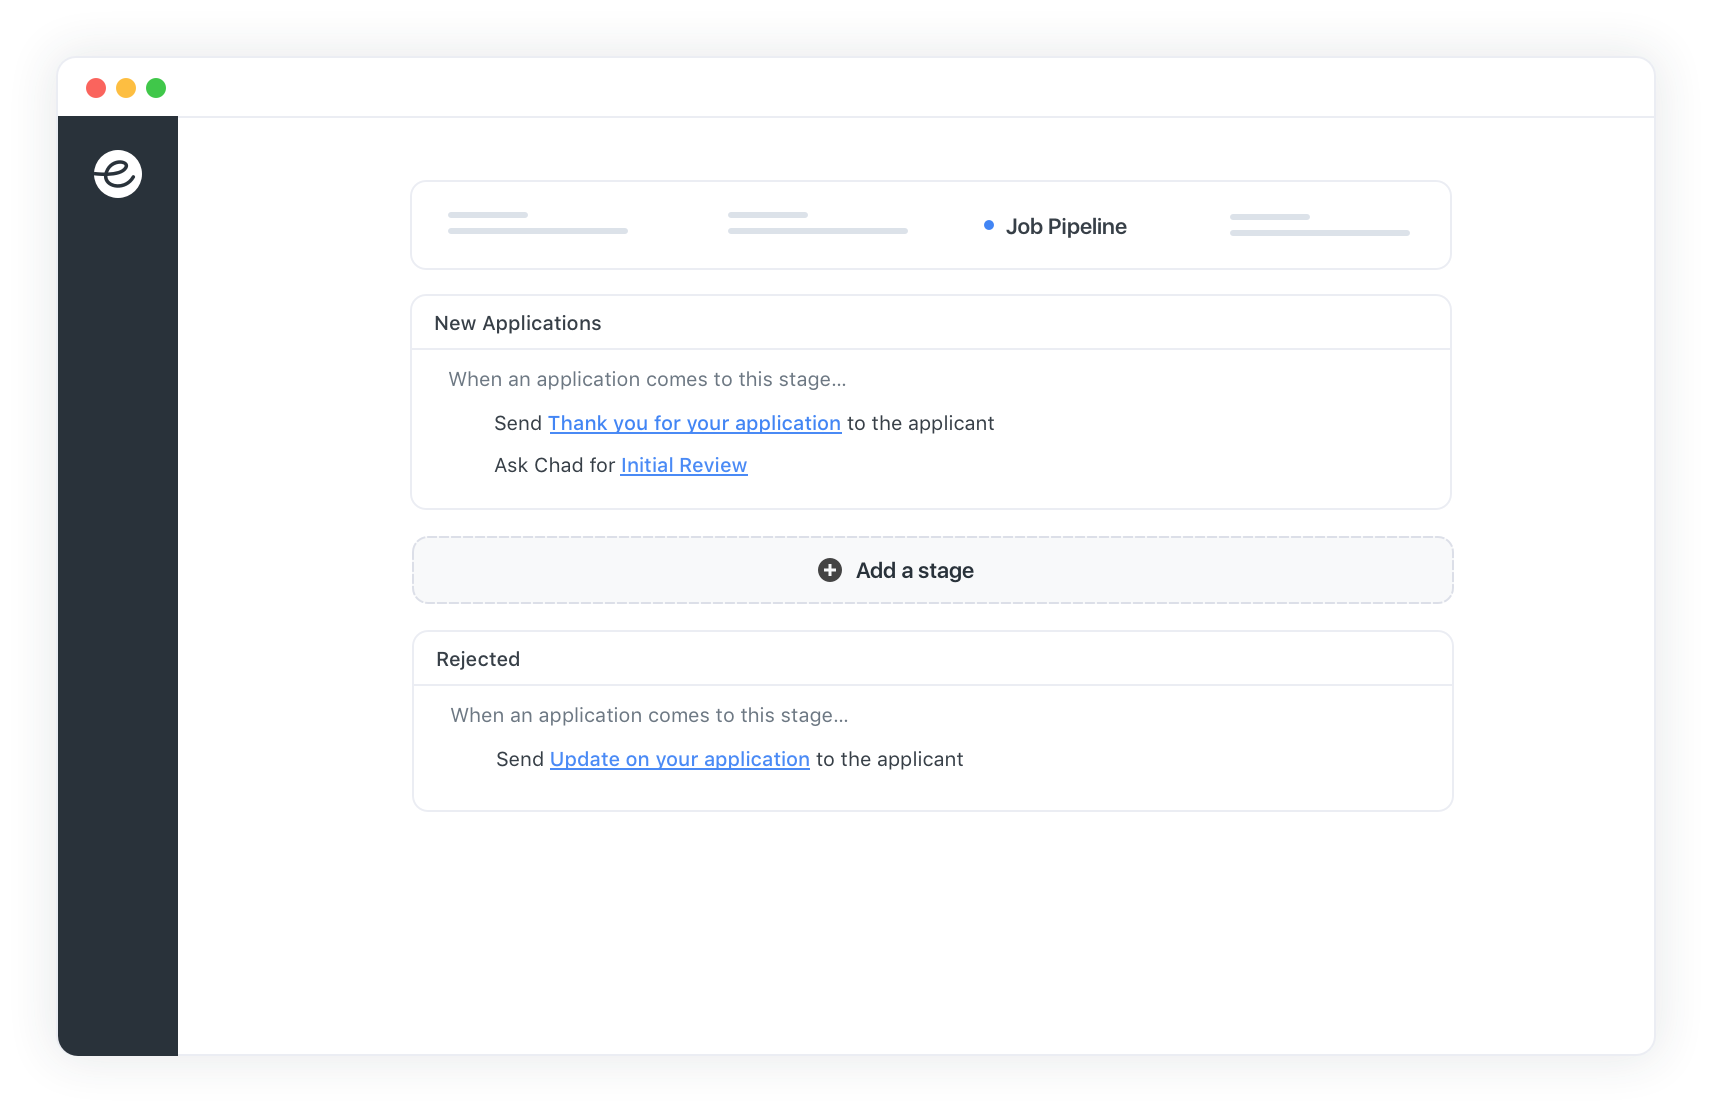 Job Pipeline
New Applications
When an application comes to this stage...
Send Thank you for your application to the applicant
Ask Chad for Initial Review
Add a stage
Rejected
When an application comes to this stage...
Send Update on your application to the applicant